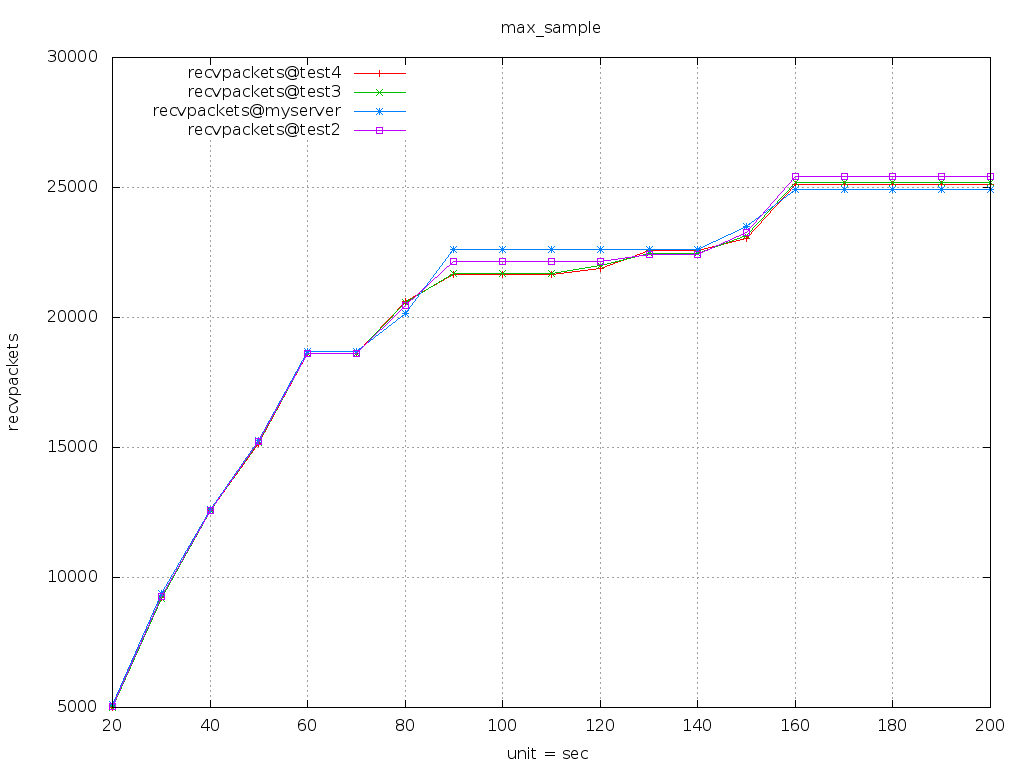 max_sample
30000
recvpackets@test4
recvpackets@test3
recvpackets@myserver
recvpackets@test2
25000
20000
recvpackets
15000
10000
5000
20 40 60 80 100 120 140 160 180 200
unit = sec